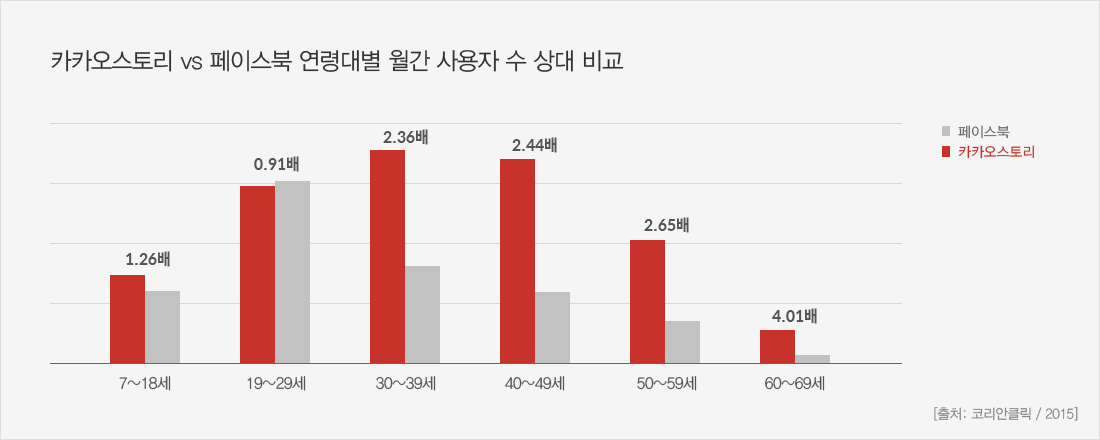 카카오스토리 vs 페이스북 연령대별 월간 사용자 수 상대 비교
페이스북
카카오스토리
1.26배
0.91배
2.36배
2.44배
2.65배
4.01배
7~18세
19~29세
30~39세
40~49세
50~59세
60~69세
[출처: 코리안클릭 / 2015]